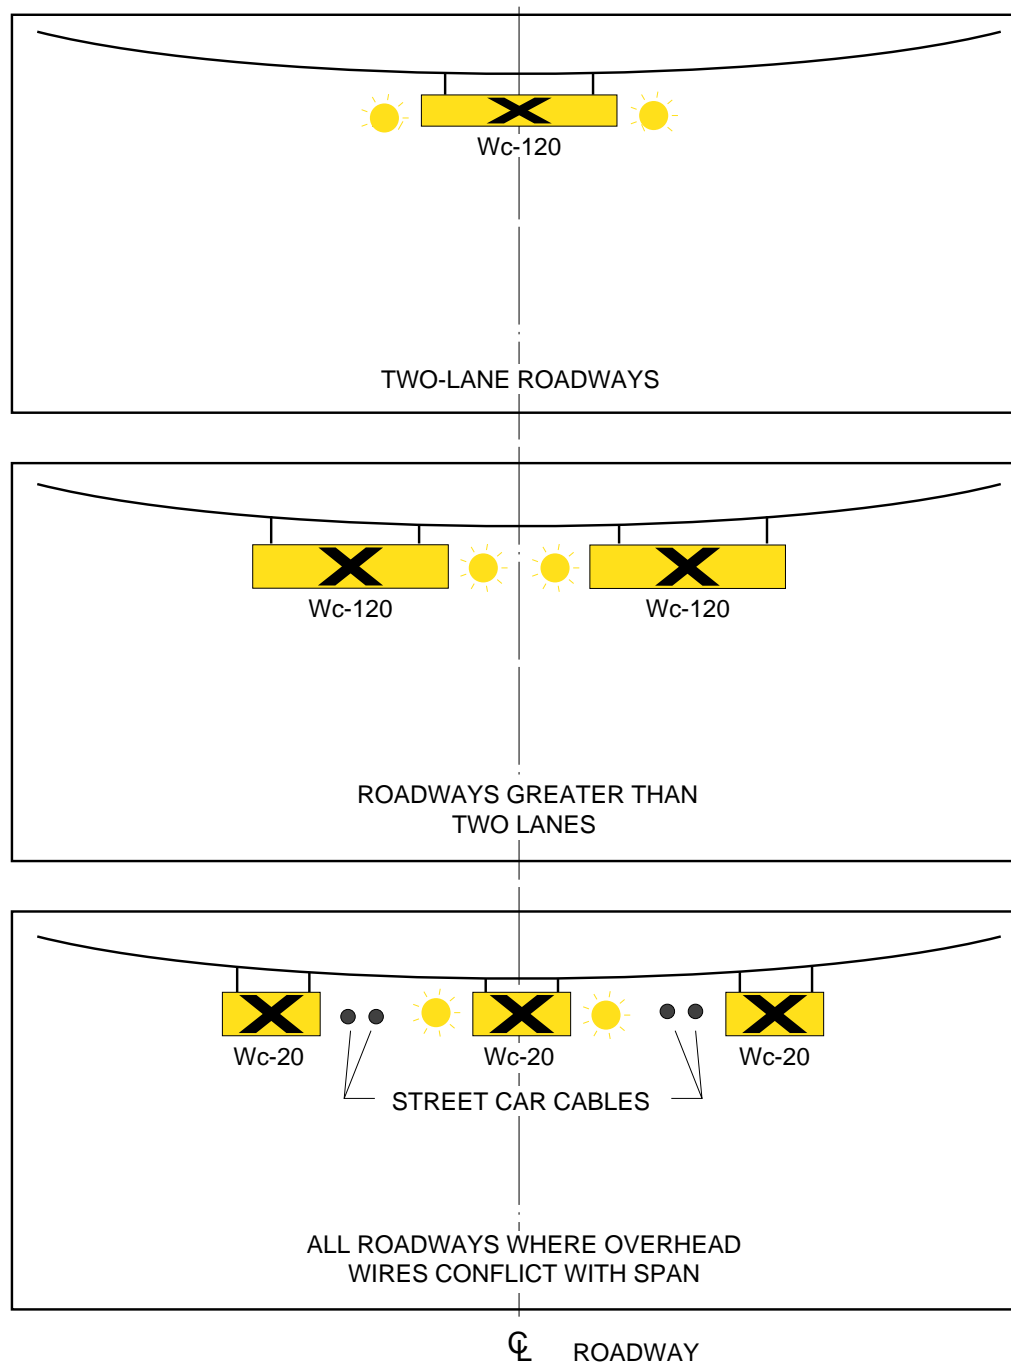 Wc-120
TWO-LANE ROADWAYS
Wc-120 Wc-120
ROADWAYS GREATER THAN
TWO LANES
Wc-20 Wc-20 Wc-20
STREET CAR CABLES
ALL ROADWAYS WHERE OVERHEAD
WIRES CONFLICT WITH SPAN
℄ ROADWAY